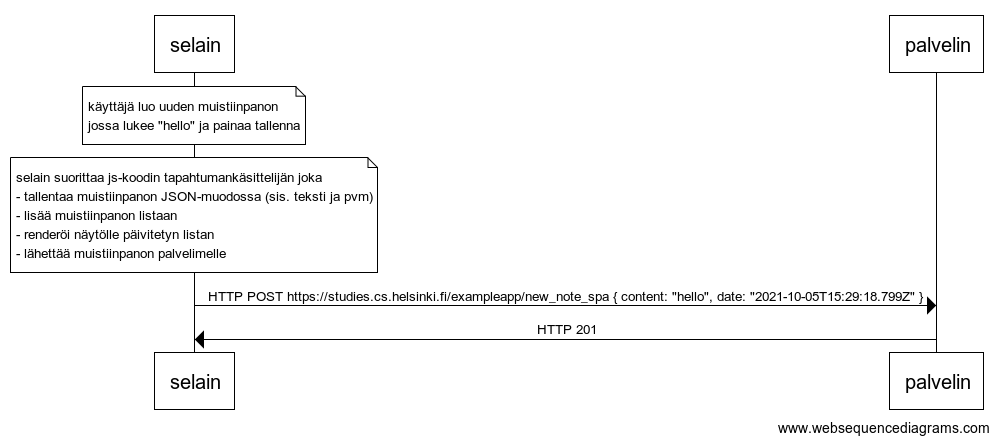 selain
palvelin
käyttäjä luo uuden muistiinpanon
jossa lukee "hello" ja painaa tallenna
selain suorittaa js-koodin tapahtumankäsittelijän joka
- tallentaa muistiinpanon JSON-muodossa (sis. teksti ja pvm)
- lisää muistiinpanon listaan
- renderöi näytölle päivitetyn listan
- lähettää muistiinpanon palvelimelle
HTTP POST https://studies.cs.helsinki.fi/exampleapp/new_note_spa { content: "hello", date: "2021-10-05T15:29:18.799Z" }
HTTP 201
selain
palvelin
www.websequencediagrams.com